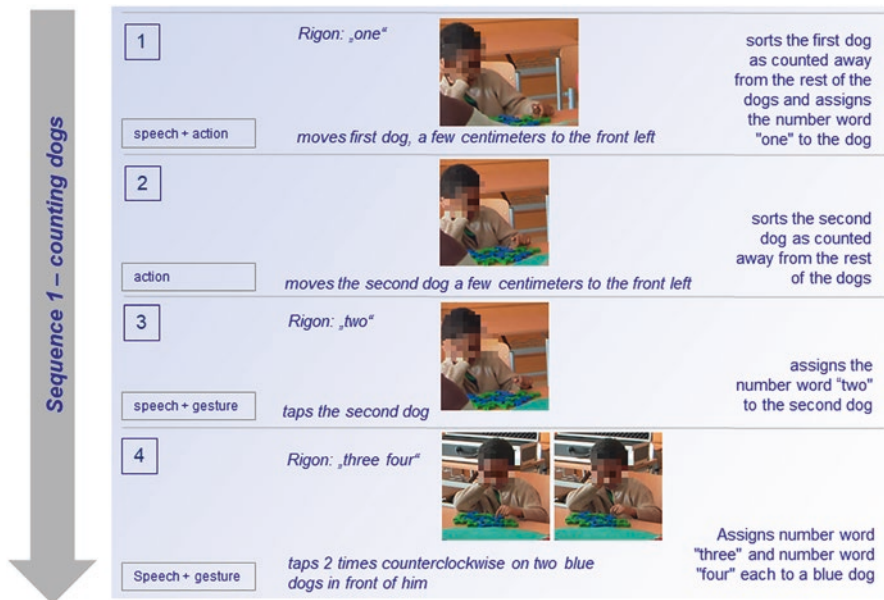 Sequence 1 – counting dogs
1
Rigon: „one“
sorts the first dog
as counted away
from the rest of the
dogs and assigns
the number word
"one" to the dog
speech + action
moves first dog, a few centimeters to the front left
2
sorts the second
dog as counted
away from the rest
of the dogs
action
moves the second dog a few centimeters to the front left
3
Rigon: „two“
assigns the
number word “two”
to the second dog
speech + gesture
taps the second dog
4
Rigon: „three four“
Assigns number word
"three" and number word
"four" each to a blue dog
Speech + gesture
taps 2 times counterclockwise on two blue
dogs in front of him